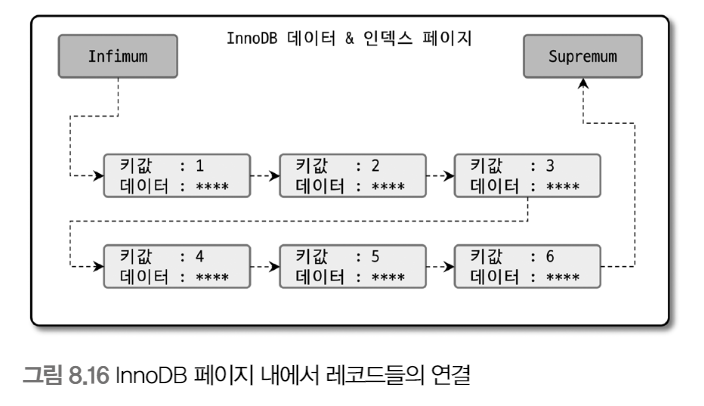 InnoDB 데이터 & 인덱스 페이지
Infimum
Supremum
키값 : 1
데이터 : ****
키값 : 2
데이터 : ****
키값 : 3
데이터 : ****
키값 : 4
데이터 : ****
키값 : 5
데이터 : ****
키값 : 6
데이터 : ****
그림 8.16 InnoDB 페이지 내에서 레코드들의 연결